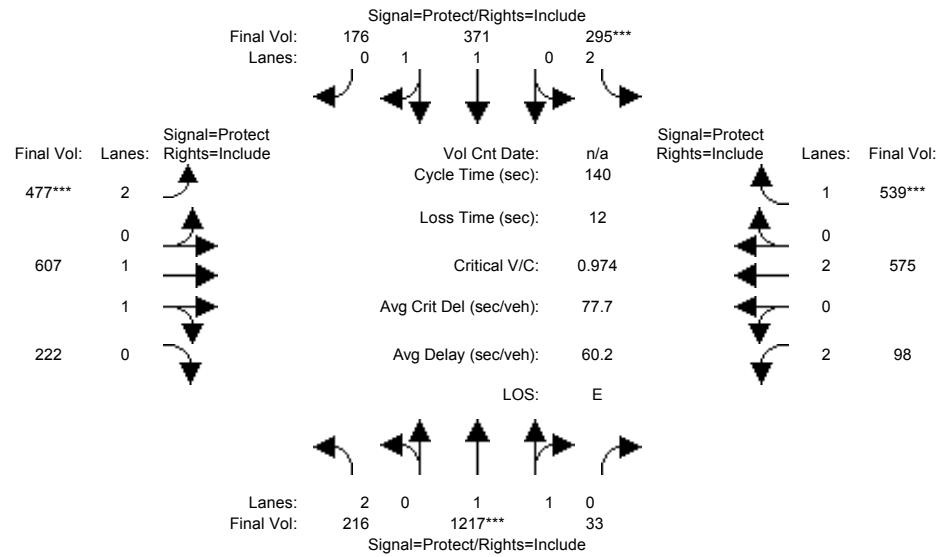 Signal=Protect/Rights=Include
Final Vol: 176 371 295***
Lanes: 0 1 1 0 2
Signal=Protect Signal=Protect
Final Vol: Lanes: Rights=Include Vol Cnt Date: n/a Rights=Include Lanes: Final Vol:
Cycle Time (sec): 140
477*** 2 1 539***
Loss Time (sec): 12
0 0
607 1 Critical V/C: 0.974 2 575
1 Avg Crit Del (sec/veh): 77.7 0
222 0 Avg Delay (sec/veh): 60.2 2 98
LOS: E
Lanes: 2 0 1 1 0
Final Vol: 216 1217*** 33
Signal=Protect/Rights=Include